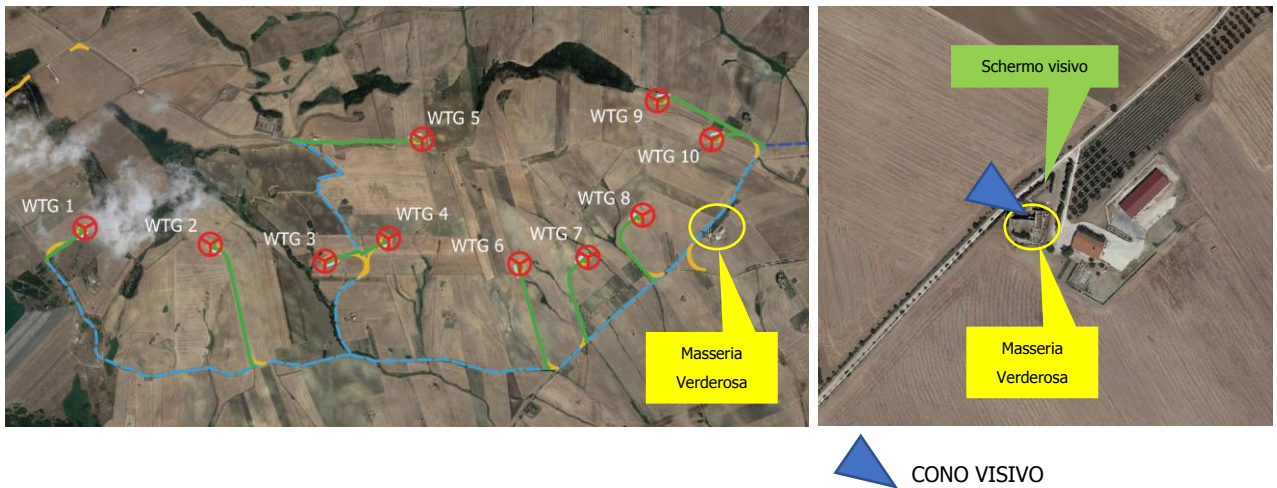 WTG 1
WTG 2
WTG 3
WTG 4
WTG 5
WTG 6
WTG 7
WTG 8
WTG 9
WTG 10
Masseria
Verderosa
Schermo visivo
Masseria
Verderosa
CONO VISIVO